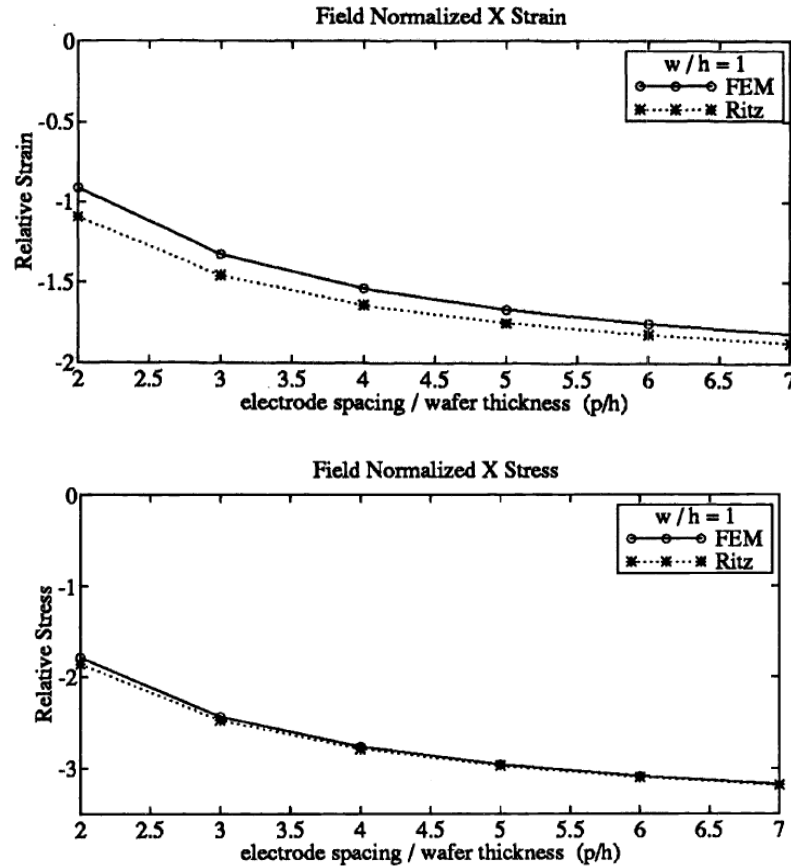 Field Normalized X Strain
0
-0.5
-1
-1.5
-2
Relative Strain
w / h = 1
FEM
Ritz
2 2.5 3 3.5 4 4.5 5 5.5 6 6.5 7
electrode spacing / wafer thickness (p/h)
Field Normalized X Stress
0
-1
-2
-3
Relative Stress
w / h = 1
FEM
Ritz
2 2.5 3 3.5 4 4.5 5 5.5 6 6.5 7
electrode spacing / wafer thickness (p/h)